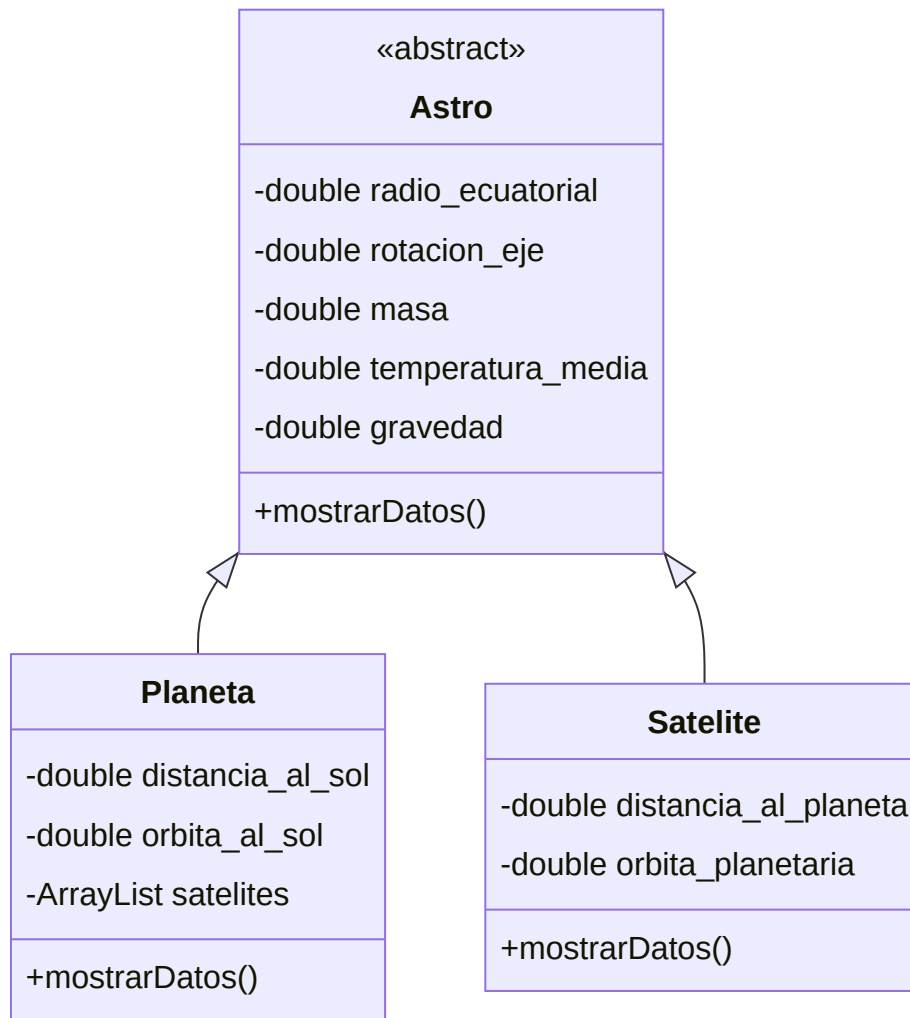 «abstract»
Astro
-double radio_ecuatorial
-double rotacion_eje
-double masa
-double temperatura_media
-double gravedad
+mostrarDatos()
Planeta
-double distancia_al_sol
-double orbita_al_sol
-ArrayList satelites
+mostrarDatos()
Satelite
-double distancia_al_planeta
-double orbita_planetaria
+mostrarDatos()